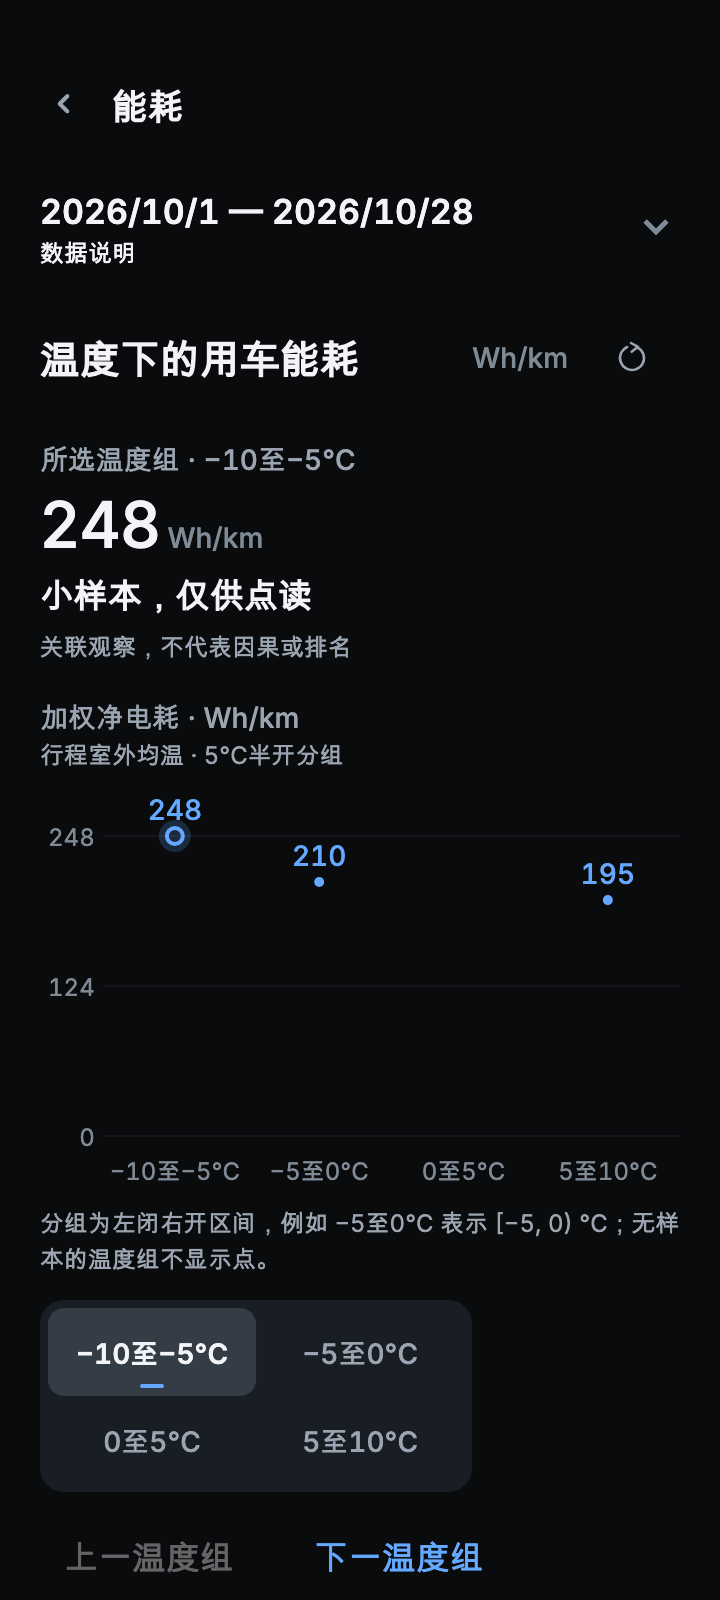 能耗
2026/10/1 — 2026/10/28
数据说明
温度下的用车能耗
Wh/km
所选温度组 · −10至−5°C
248 Wh/km
小样本，仅供点读
关联观察，不代表因果或排名
加权净电耗 · Wh/km
行程室外均温 · 5°C半开分组
248
248
210
195
124
0
−10至−5°C
−5至0°C
0至5°C
5至10°C
分组为左闭右开区间，例如 −5至0°C 表示 [−5, 0) °C；无样
本的温度组不显示点。
−10至−5°C
−5至0°C
0至5°C
5至10°C
上一温度组
下一温度组